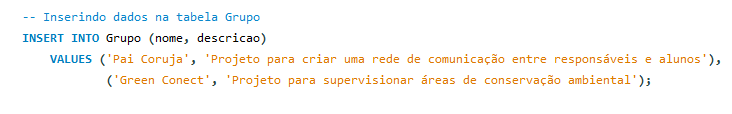 -- Inserindo dados na tabela Grupo
INSERT INTO Grupo (nome, descricao)
VALUES ('Pai Coruja', 'Projeto para criar uma rede de comunicação entre responsáveis e alunos'),
('Green Conect', 'Projeto para supervisionar áreas de conservação ambiental');